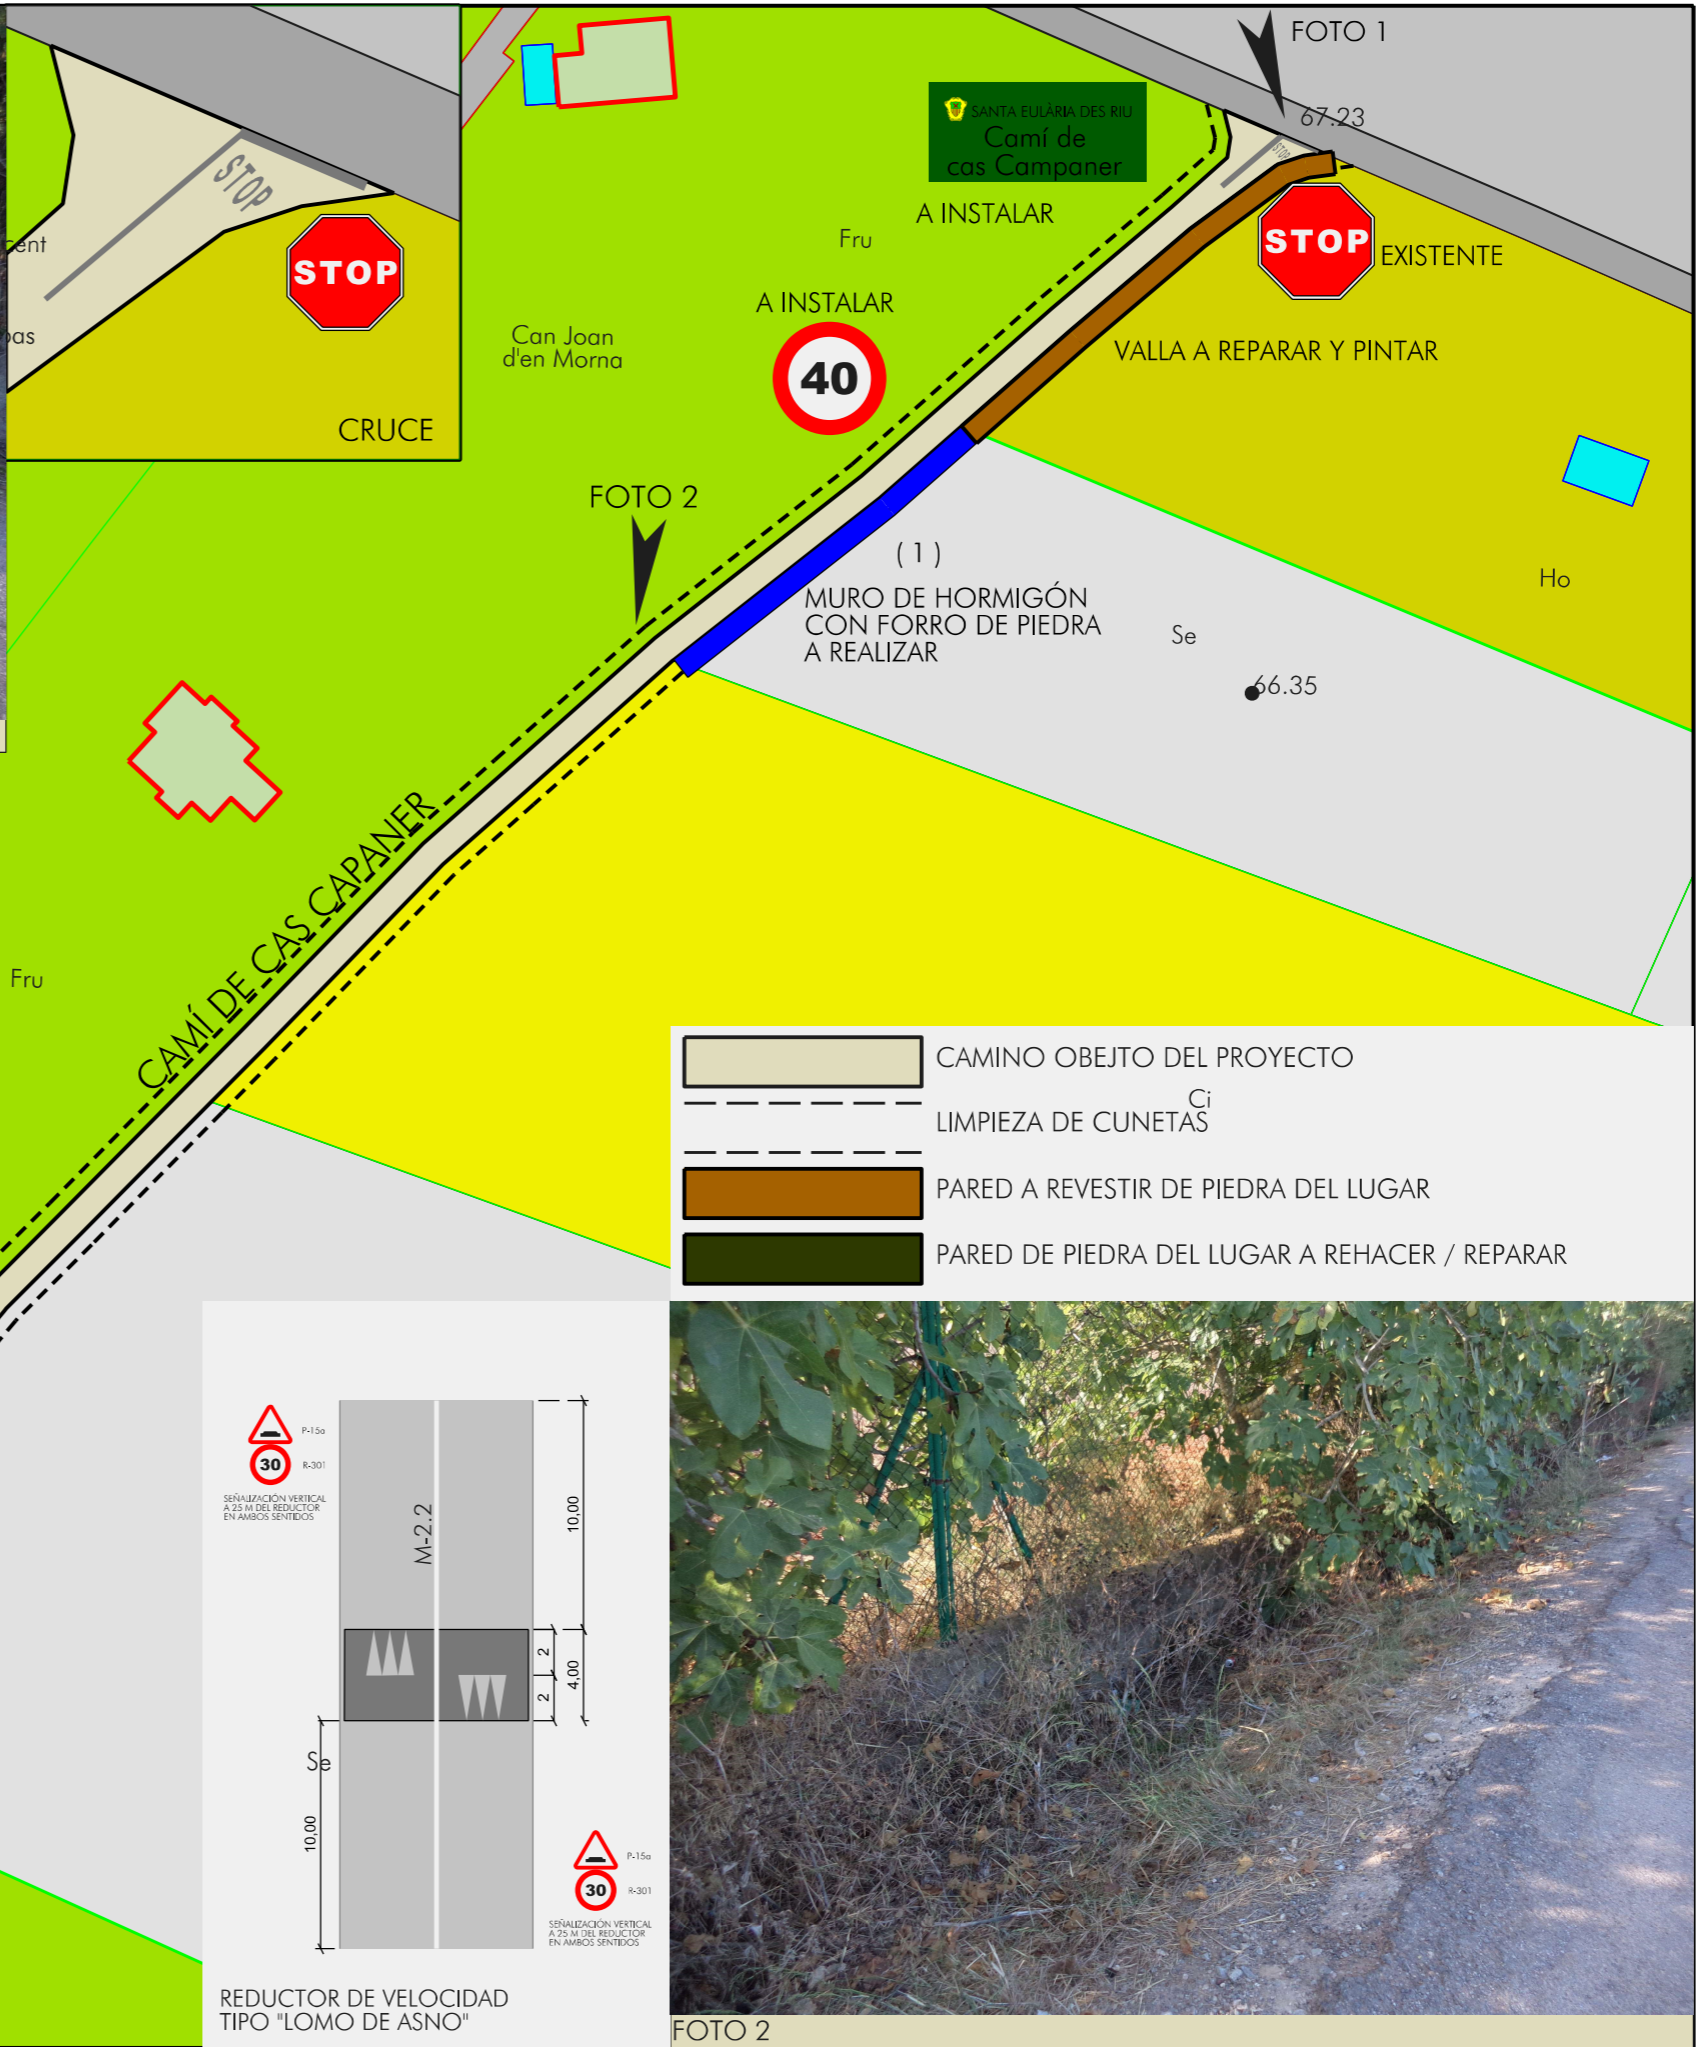 FOTO 1
67.23
SANTA EULÀRIA DES RIU
Camí de
cas Campaner
A INSTALAR
STOP
STOP
CRUCE
STOP
STOP
EXISTENTE
Fru
A INSTALAR
40
Can Joan
d'en Morna
VALLA A REPARAR Y PINTAR
FOTO 2
( 1 )
MURO DE HORMIGÓN
CON FORRO DE PIEDRA
A REALIZAR
Ho
Se
66.35
CAMÍ DE CAS CAPANER
Fru
CAMINO OBEJTO DEL PROYECTO
Ci
LIMPIEZA DE CUNETAS
PARED A REVESTIR DE PIEDRA DEL LUGAR
PARED DE PIEDRA DEL LUGAR A REHACER / REPARAR
P-15a
30
R-301
SEÑALIZACIÓN VERTICAL
A 25 M DEL REDUCTOR
EN AMBOS SENTIDOS
M-2.2
10,00
2
2
4,00
Se
10,00
P-15a
30
R-301
SEÑALIZACIÓN VERTICAL
A 25 M DEL REDUCTOR
EN AMBOS SENTIDOS
REDUCTOR DE VELOCIDAD
TIPO "LOMO DE ASNO"
FOTO 2